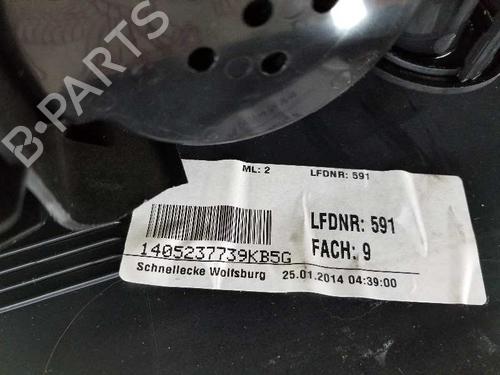 B-PARTS
ML: 2 LFDNR: 591
LFDNR: 591
1405237739KB5G FACH: 9
Schnellecke Wolfsburg 25.01.2014 04:39:00